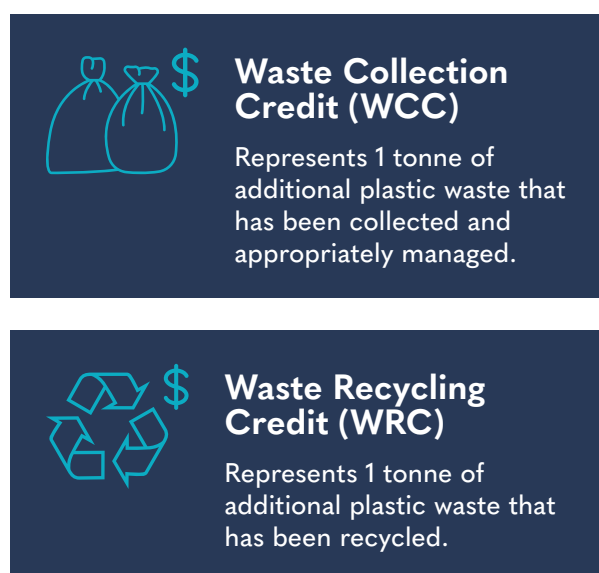 $
Waste Collection
Credit (WCC)
Represents 1 tonne of
additional plastic waste that
has been collected and
appropriately managed.
$
Waste Recycling
Credit (WRC)
Represents 1 tonne of
additional plastic waste that
has been recycled.